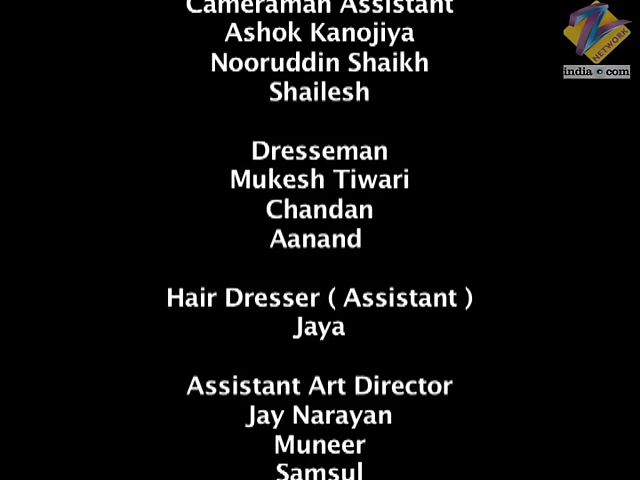 Cameraman Assistant
Ashok Kanojiya
Nooruddin Shaikh
Shailesh
Dresseman
Mukesh Tiwari
Chandan
Aanand
Hair Dresser ( Assistant )
Jaya
Assistant Art Director
Jay Narayan
Muneer
Samsul
Z
NETWORK
india com